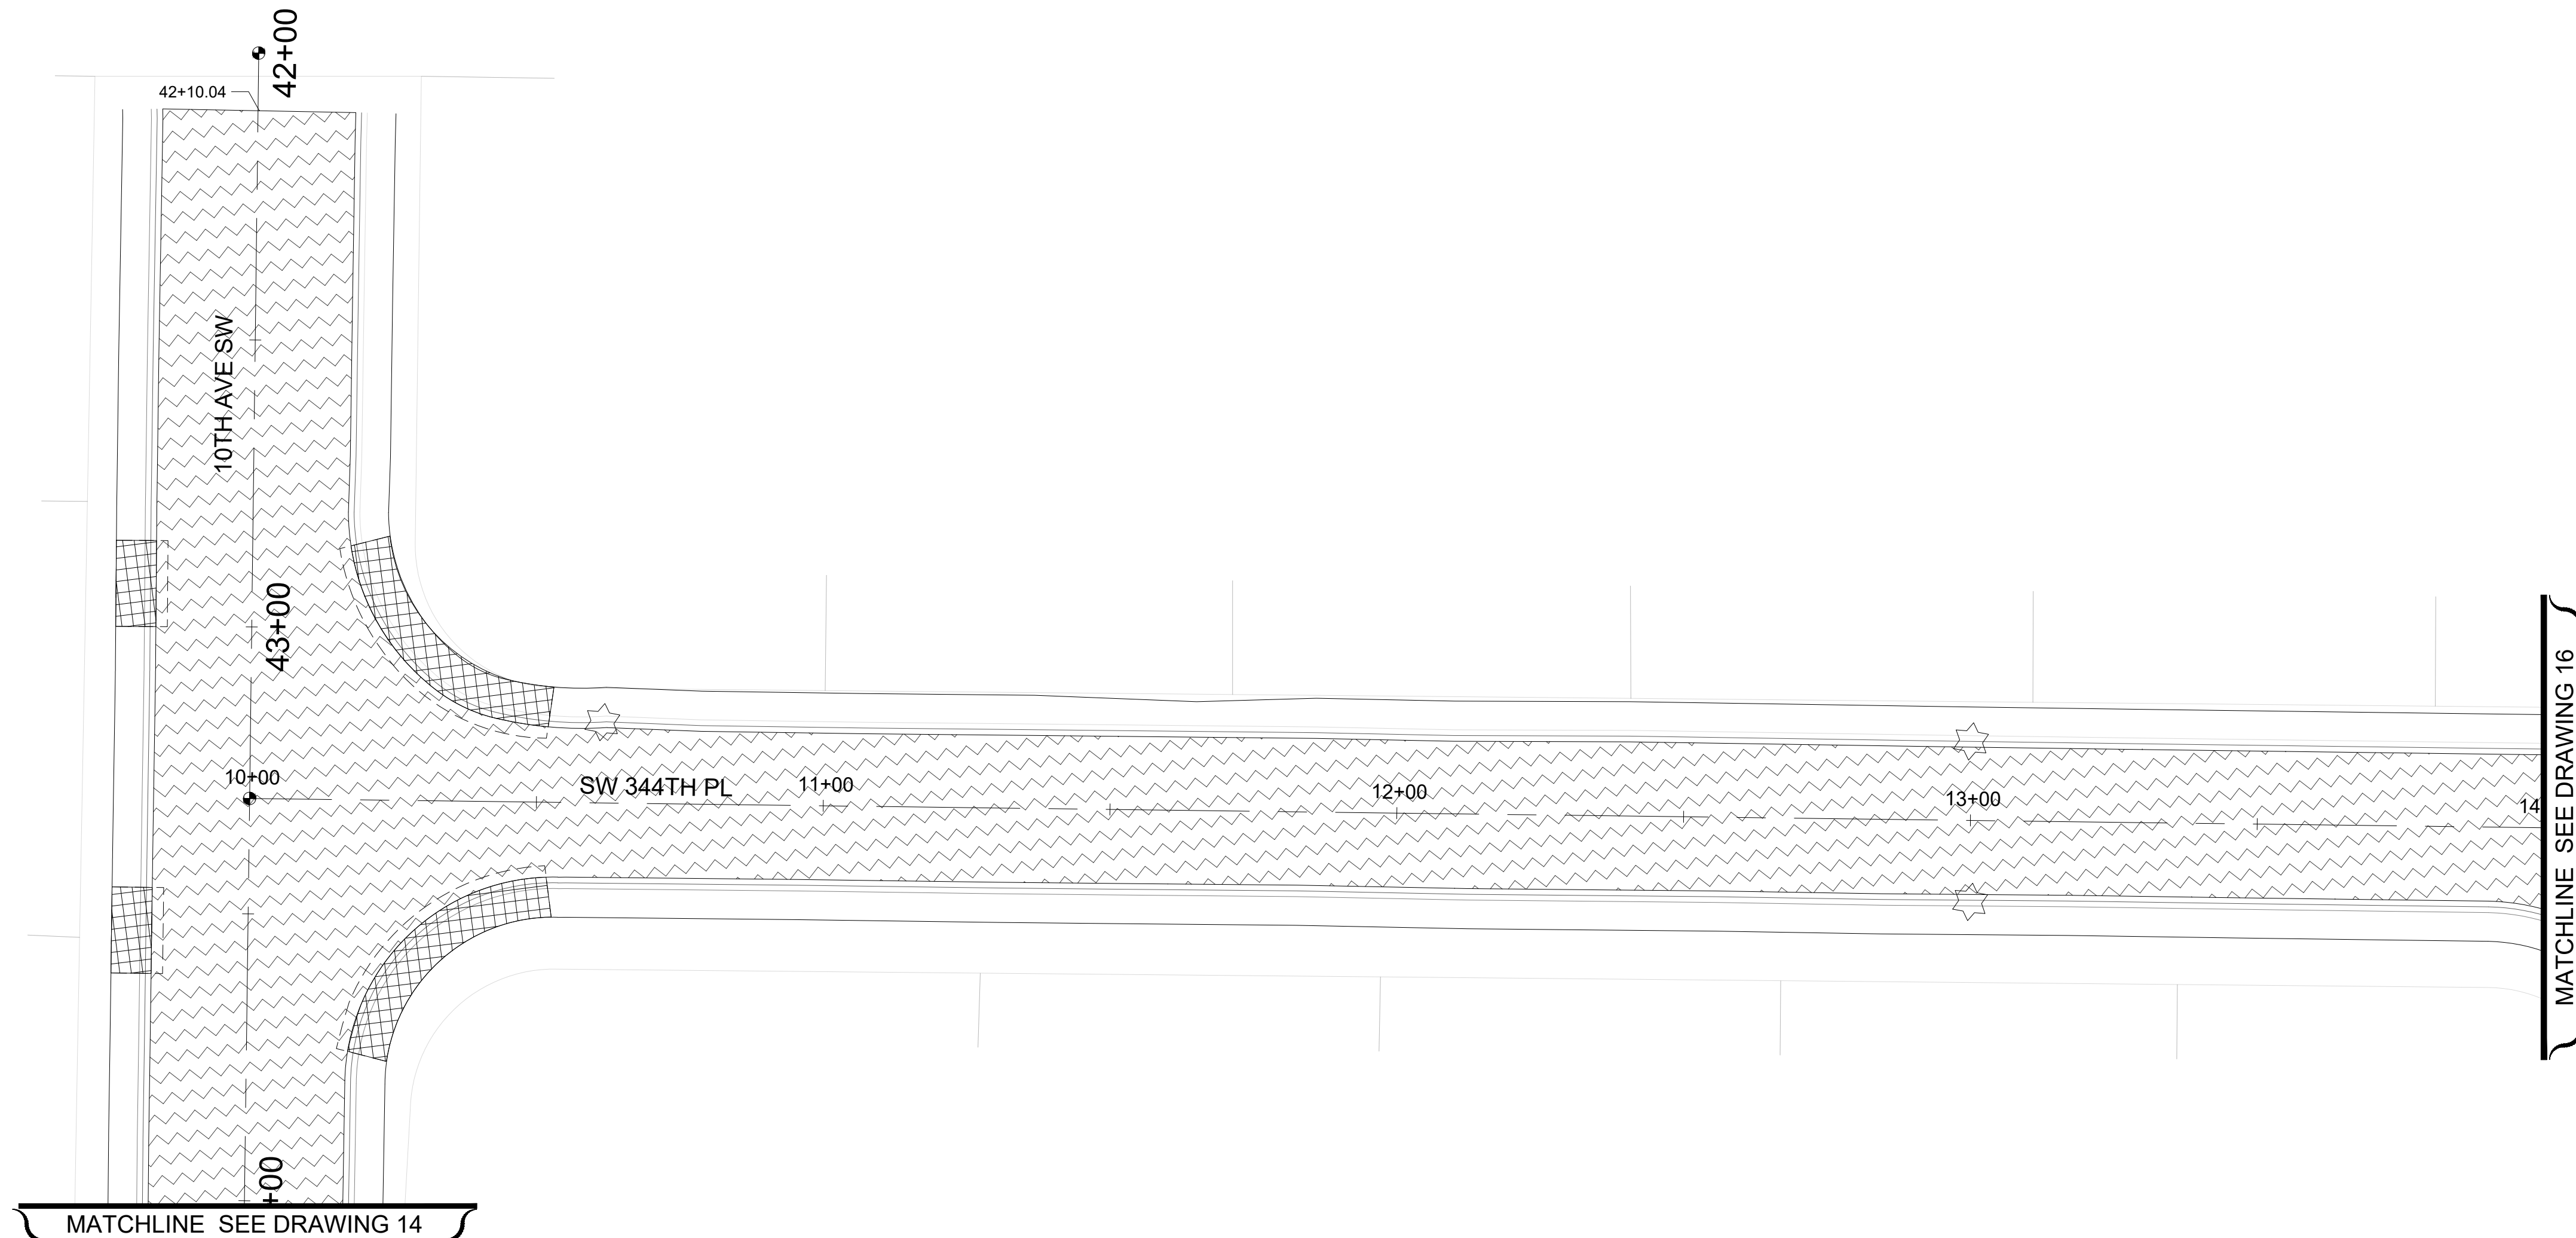 42+00
42+10.04
10TH AVE SW
43+00
10+00
SW 344TH PL
11+00
12+00
13+00
14
+00
MATCHLINE  SEE DRAWING 16
MATCHLINE  SEE DRAWING 14